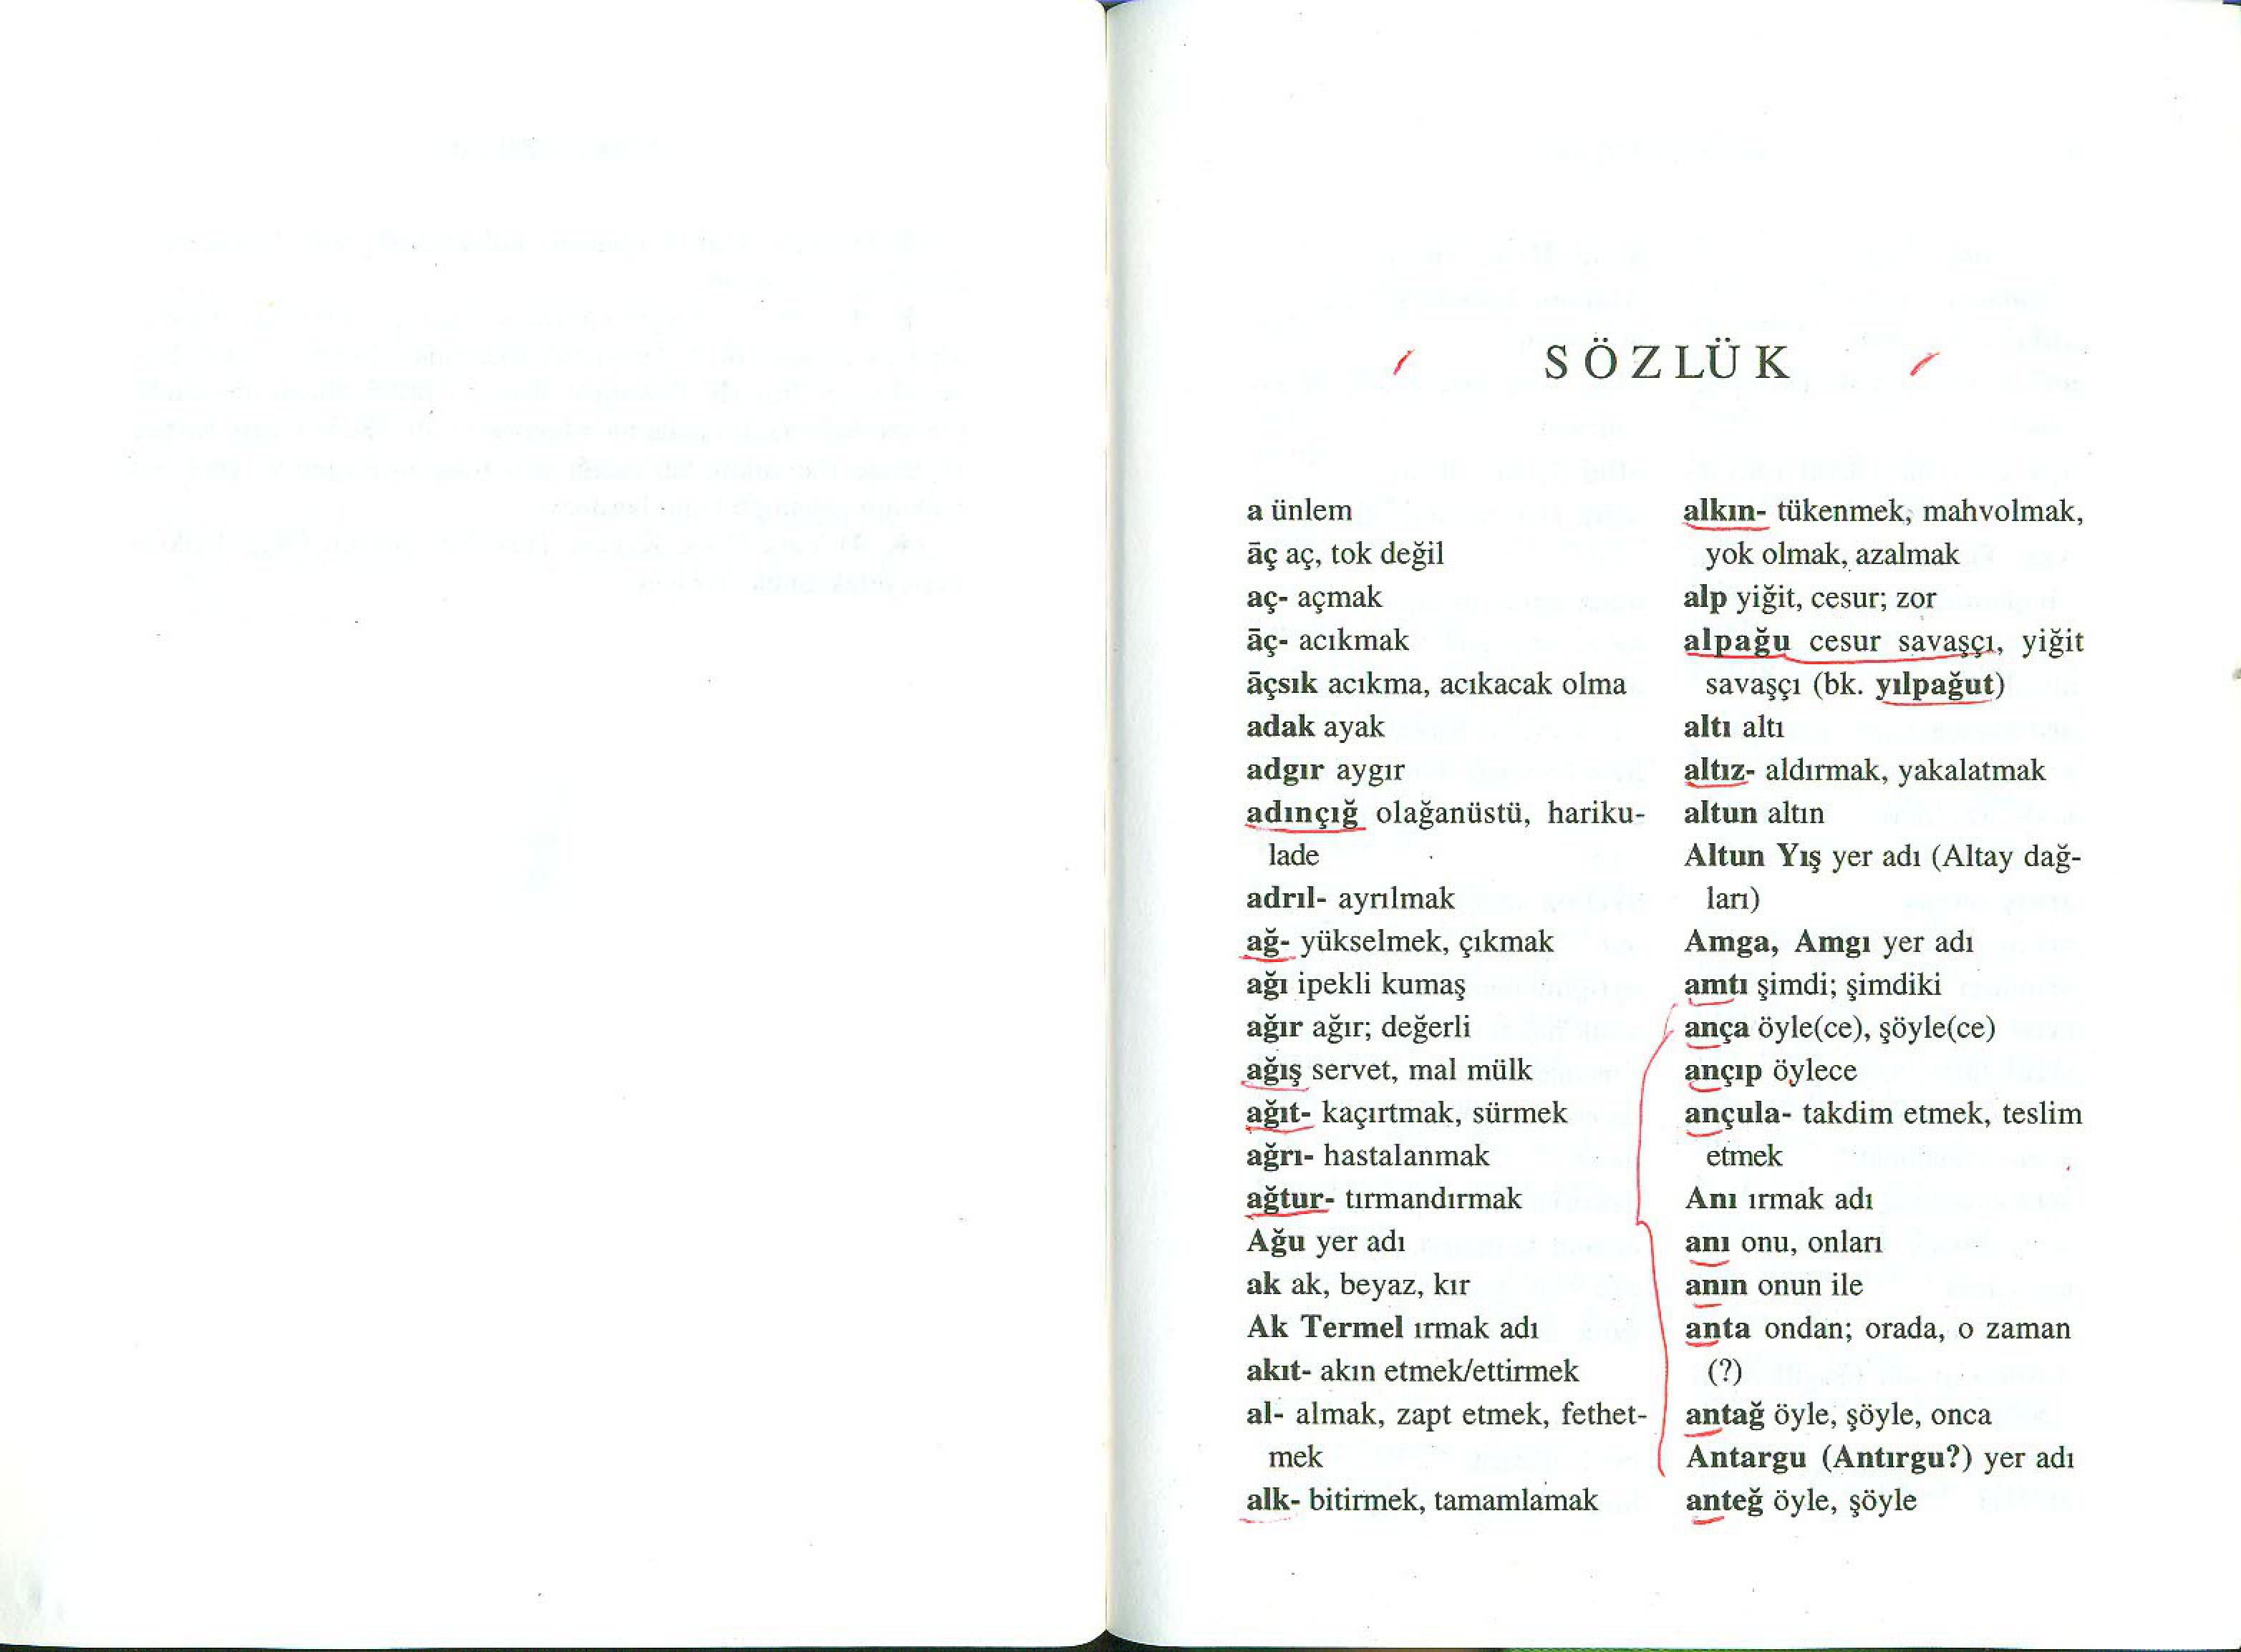 SÖZLÜK
a ünlem
āç aç, tok değil
aç- açmak
āç- acıkmak
āçsık acıkma, acıkacak olma
adak ayak
adgır aygır
adınçığ olağanüstü, hariku-
lade
adrıl- ayrılmak
ağ- yükselmek, çıkmak
ağı ipekli kumaş
ağır ağır; değerli
ağış servet, mal mülk
ağıt- kaçırtmak, sürmek
ağrı- hastalanmak
ağtur- tırmandırmak
Ağu yer adı
ak ak, beyaz, kır
Ak Termel ırmak adı
akıt- akın etmek/ettirmek
al- almak, zapt etmek, fethet-
mek
alk- bitirmek, tamamlamak
alkın- tükenmek, mahvolmak,
yok olmak, azalmak
alp yiğit, cesur; zor
alpağu cesur savaşçı, yiğit
savaşçı (bk. yılpağut)
altı altı
altız- aldırmak, yakalatmak
altun altın
Altun Yış yer adı (Altay dağ-
ları)
Amga, Amgı yer adı
amtı şimdi; şimdiki
ança öyle(ce), şöyle(ce)
ançıp öylece
ançula- takdim etmek, teslim
etmek
Anı ırmak adı
anı onu, onları
anın onun ile
anta ondan; orada, o zaman
(?)
antağ öyle, şöyle, onca
Antargu (Antırgu?) yer adı
anteğ öyle, şöyle